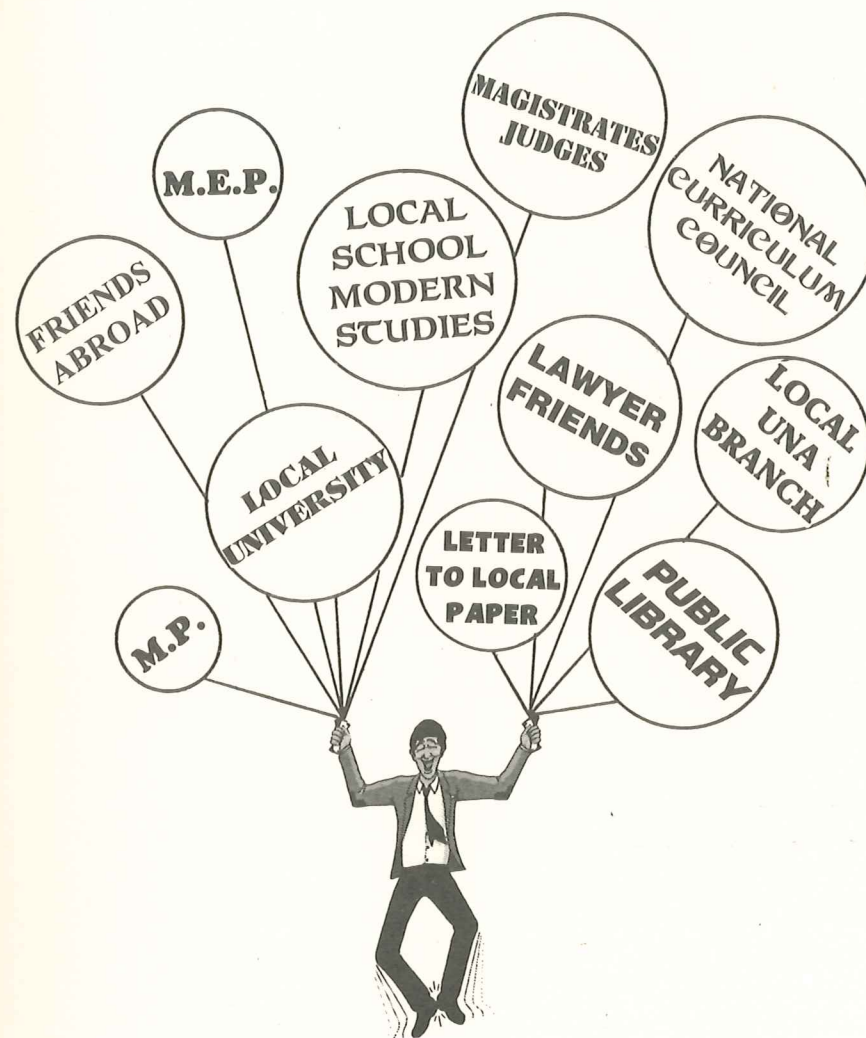 MAGISTRATES
JUDGES
M.E.P.
NATIONAL
CURRICULUM
COUNCIL
LOCAL
SCHOOL
MODERN
STUDIES
FRIENDS
ABROAD
LAWYER
FRIENDS
LOCAL
UNA
BRANCH
LOCAL
UNIVERSITY
LETTER
TO LOCAL
PAPER
PUBLIC
LIBRARY
M.P.